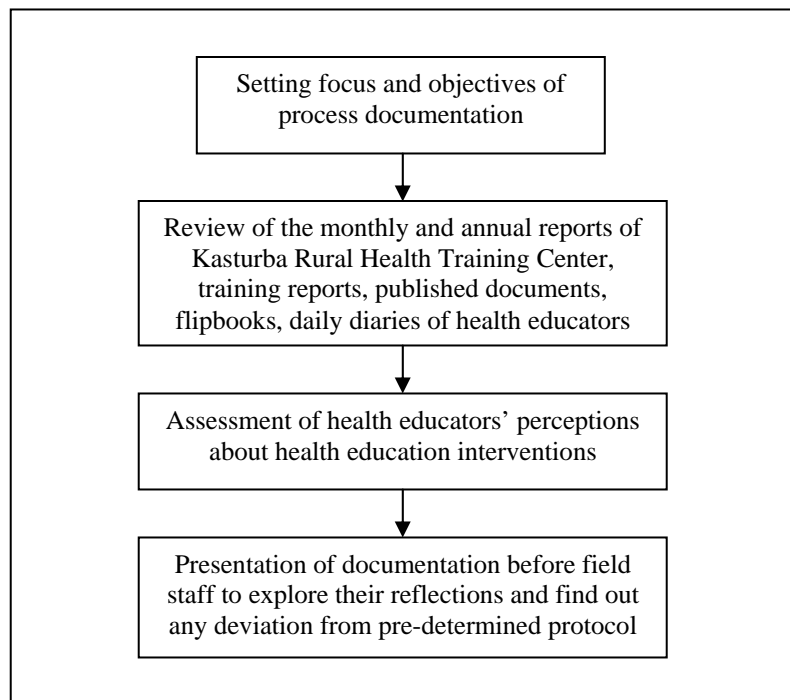 Setting focus and objectives of
process documentation
Review of the monthly and annual reports of
Kasturba Rural Health Training Center,
training reports, published documents,
flipbooks, daily diaries of health educators
Assessment of health educators’ perceptions
about health education interventions
Presentation of documentation before field
staff to explore their reflections and find out
any deviation from pre-determined protocol